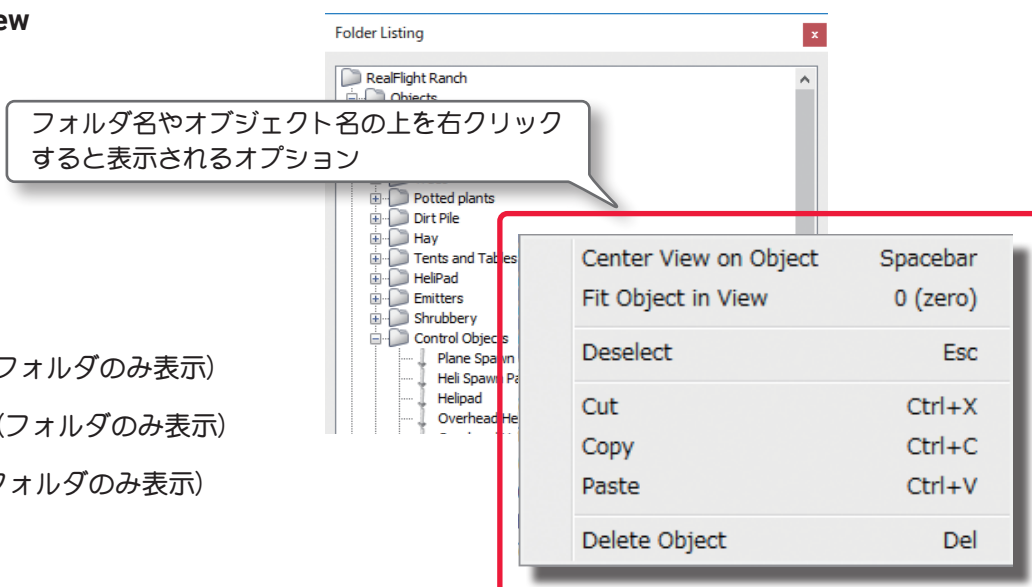 ew
Folder Listing
RealFlight Ranch
Objects
フォルダ名やオブジェクト名の上を右クリック
すると表示されるオプション
Potted plants
Dirt Pile
Hay
Tents and Tables
HeliPad
Emitters
Shrubbery
Control Objects
Plane Spawn
Heli Spawn Pa
Helipad
Overhead He
Center View on Object Spacebar
Fit Object in View 0 (zero)
Deselect Esc
Cut Ctrl+X
Copy Ctrl+C
Paste Ctrl+V
Delete Object Del
フォルダのみ表示)
(フォルダのみ表示)
フォルダのみ表示)